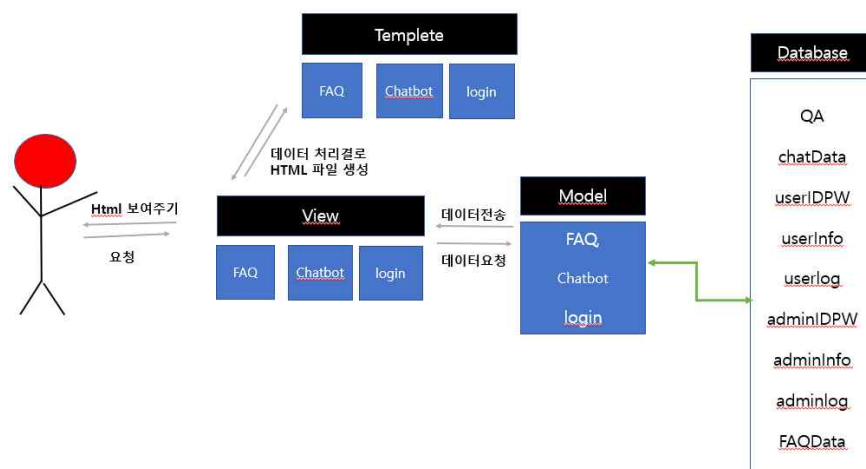 Templete
FAQ
Chatbot
login
데이터 처리결로
HTML 파일 생성
Html 보여주기
요청
View
FAQ
Chatbot
login
데이터전송
데이터요청
Model
FAQ
Chatbot
login
Database
QA
chatData
userIDPW
userInfo
userlog
adminIDPW
adminInfo
adminlog
FAQData